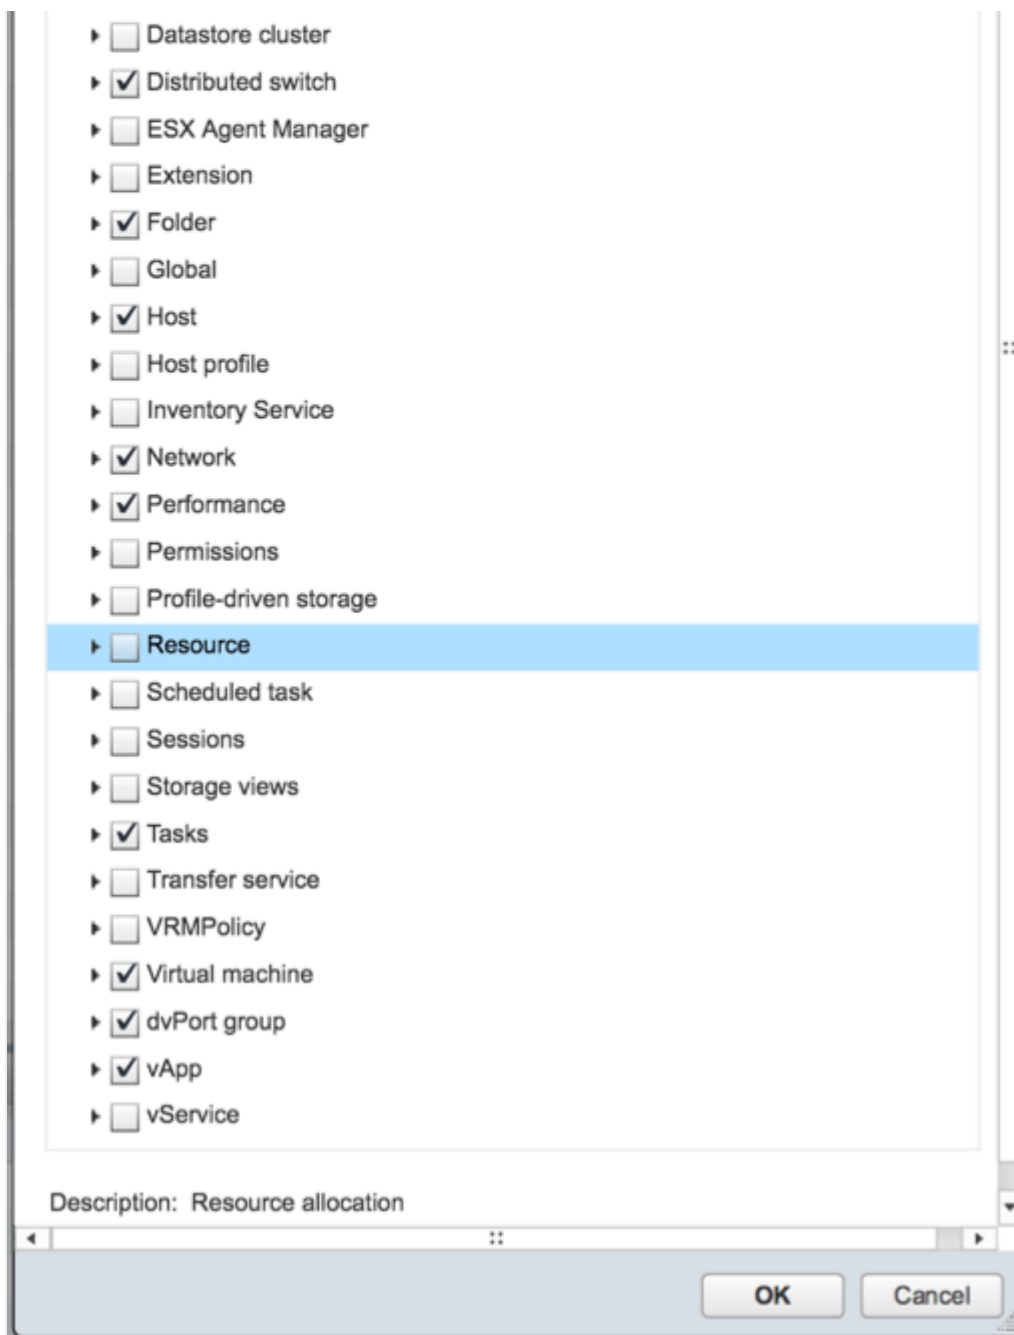 Datastore cluster
Distributed switch
ESX Agent Manager
Extension
Folder
Global
Host
Host profile
Inventory Service
Network
Performance
Permissions
Profile-driven storage
Resource
Scheduled task
Sessions
Storage views
Tasks
Transfer service
VRMPolicy
Virtual machine
dvPort group
vApp
vService
Description: Resource allocation
OK Cancel